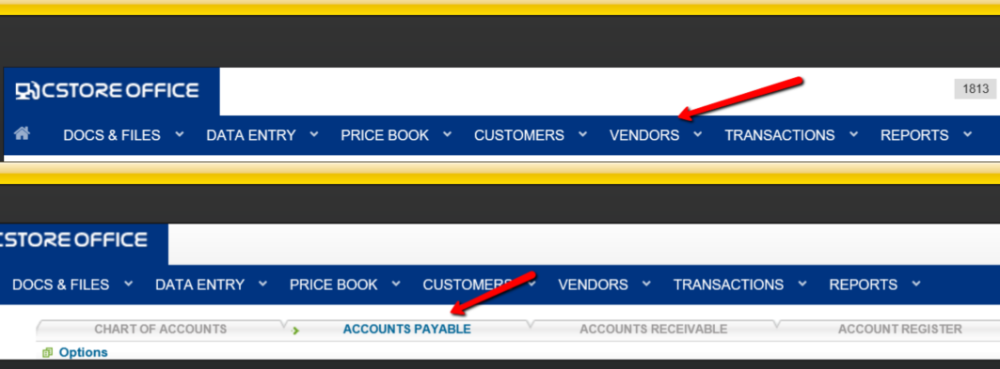 CSTORE OFFICE
1813
DOCS & FILES DATA ENTRY PRICE BOOK CUSTOMERS VENDORS TRANSACTIONS REPORTS
CSTORE OFFICE
DOCS & FILES DATA ENTRY PRICE BOOK CUSTOMERS VENDORS TRANSACTIONS REPORTS
CHART OF ACCOUNTS ACCOUNTS PAYABLE ACCOUNTS RECEIVABLE ACCOUNT REGISTER
Options